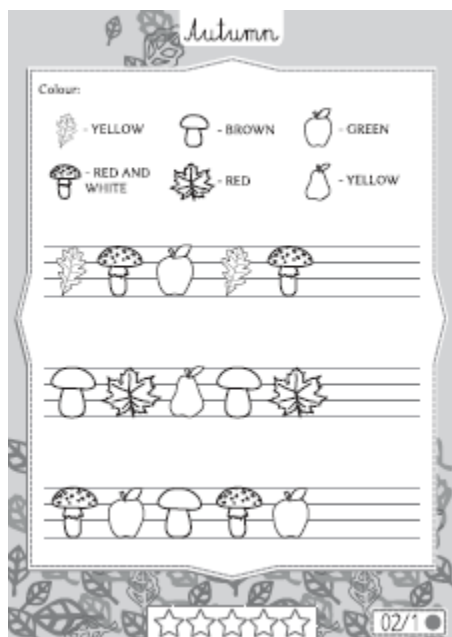 Autumn
Colour:
- YELLOW
- BROWN
- GREEN
- RED AND
WHITE
- RED
- YELLOW
02/1